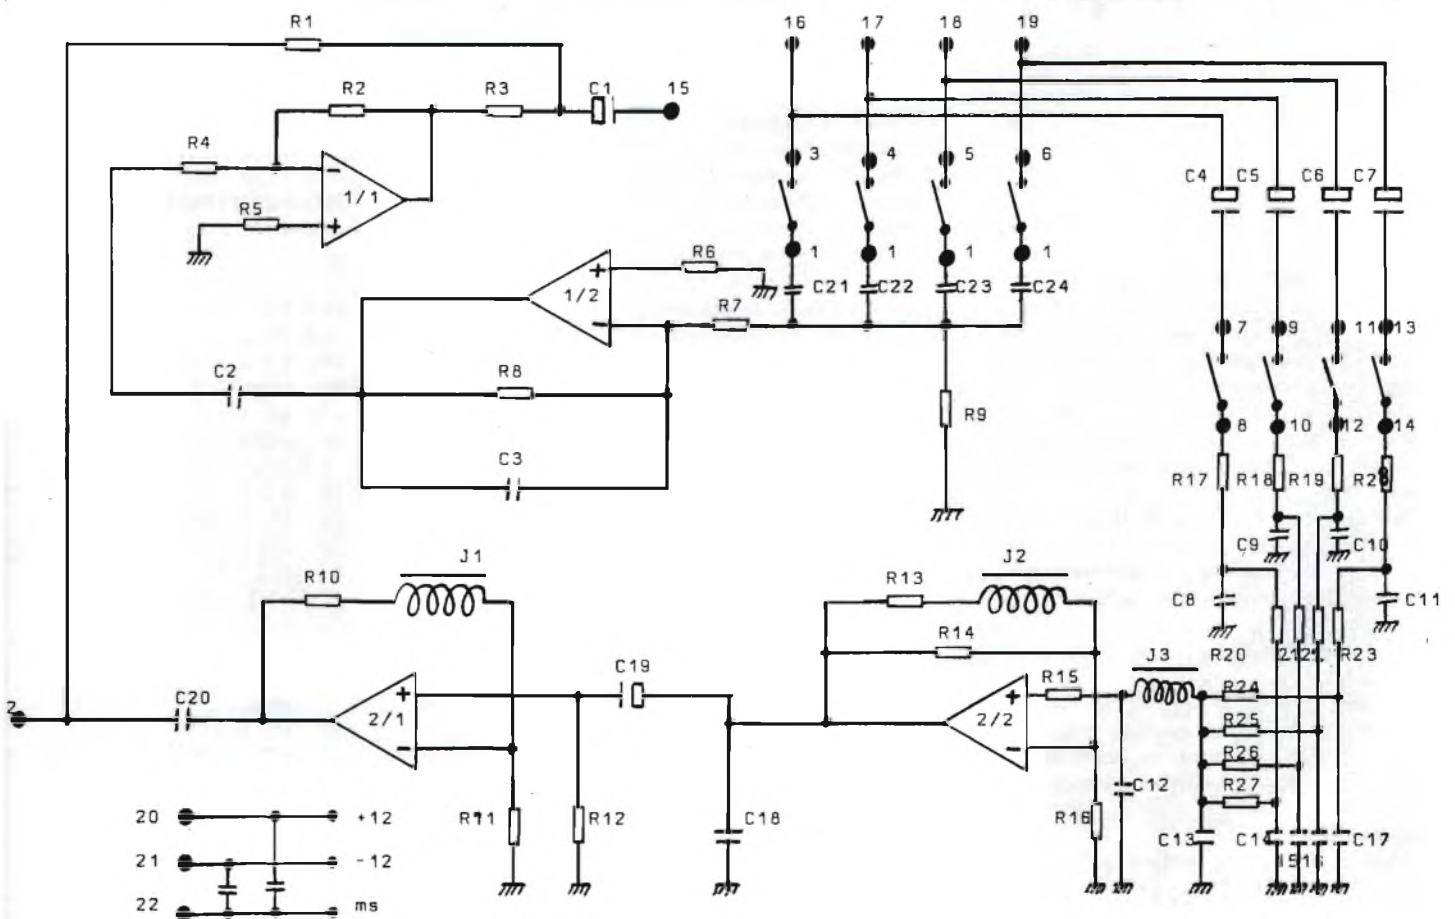 R1
16
17
18
19
R2
R3
C1
15
R4
3
4
5
6
C4
C5
C6
C7
1/1
R5
-
+
R6
1
1
1
1
+
1/2
-
C21
C22
C23
C24
R7
7
9
11
13
C2
R8
R9
8
10
12
14
C3
R17
R18
R19
C9
C10
J1
J2
R10
R13
C8
C11
R14
J3
R20
R23
C19
R15
R24
C20
2
+
2/1
-
+
2/2
-
R25
R26
C12
R27
20
+12
R11
R12
C18
R16
C13
C14
C17
21
-12
22
ms